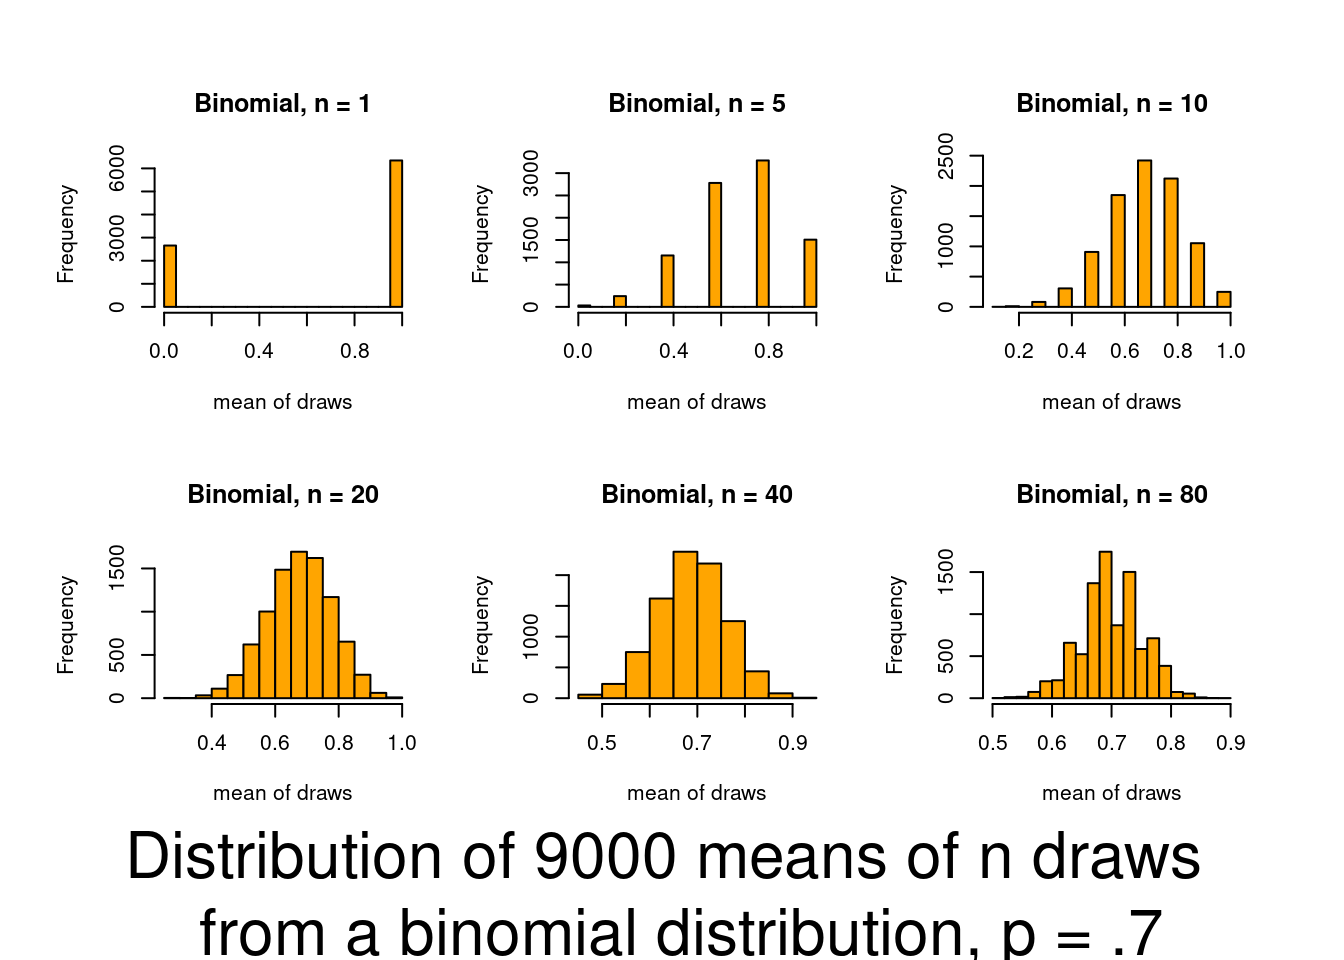 Binomial, n = 1
Frequency
0 3000 6000
0.0 0.4 0.8
mean of draws
Binomial, n = 5
Frequency
0 1500 3000
0.0 0.4 0.8
mean of draws
Binomial, n = 10
Frequency
0 1000 2500
0.2 0.4 0.6 0.8 1.0
mean of draws
Binomial, n = 20
Frequency
0 500 1500
0.4 0.6 0.8 1.0
mean of draws
Binomial, n = 40
Frequency
0 1000
0.5 0.7 0.9
mean of draws
Binomial, n = 80
Frequency
0 500 1500
0.5 0.6 0.7 0.8 0.9
mean of draws
Distribution of 9000 means of n draws
from a binomial distribution, p = .7